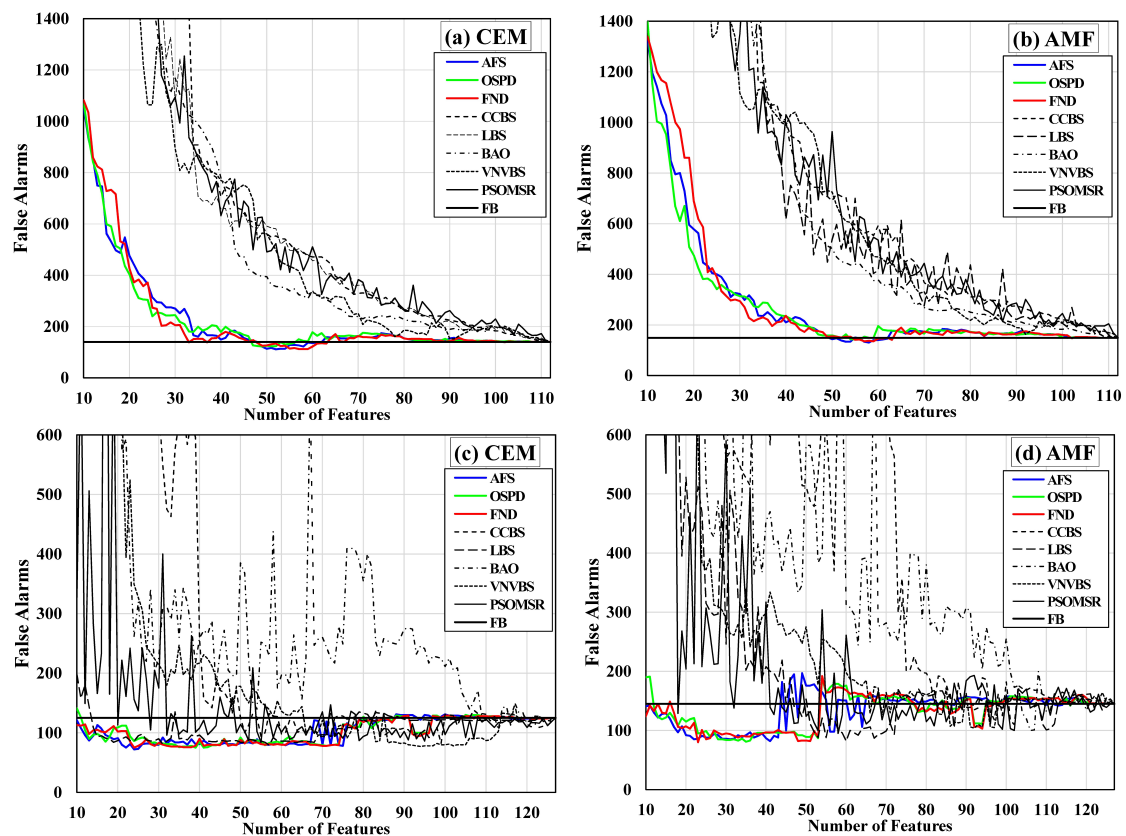 (a) CEM
AFS
OSPD
FND
CCBS
LBS
BAO
VNVBS
PSOMSR
FB
False Alarms
1400
1200
1000
800
600
400
200
0
10 20 30 40 50 60 70 80 90 100 110
Number of Features
(b) AMF
AFS
OSPD
FND
CCBS
LBS
BAO
VNVBS
PSOMSR
FB
False Alarms
1400
1200
1000
800
600
400
200
0
10 20 30 40 50 60 70 80 90 100 110
Number of Features
(c) CEM
AFS
OSPD
FND
CCBS
LBS
BAO
VNVBS
PSOMSR
FB
False Alarms
600
500
400
300
200
100
0
10 20 30 40 50 60 70 80 90 100 110 120
Number of Features
(d) AMF
AFS
OSPD
FND
CCBS
LBS
BAO
VNVBS
PSOMSR
FB
False Alarms
600
500
400
300
200
100
0
10 20 30 40 50 60 70 80 90 100 110 120
Number of Features